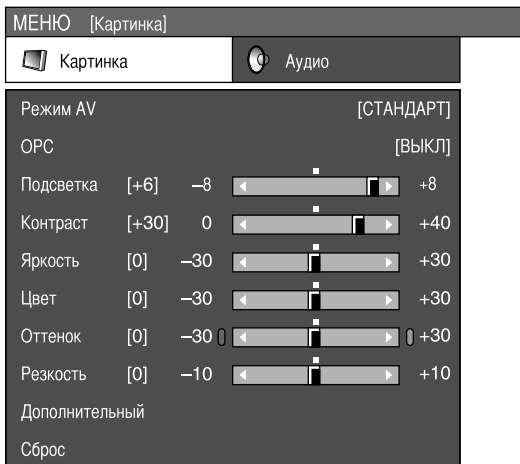 МЕНЮ [Картинка]
Картинка Аудио
Режим AV [СТАНДАРТ]
OPC [ВЫКЛ]
Подсветка [+6] –8 +8
Контраст [+30] 0 +40
Яркость [0] –30 +30
Цвет [0] –30 +30
Оттенок [0] –30 +30
Резкость [0] –10 +10
Дополнительный
Сброс